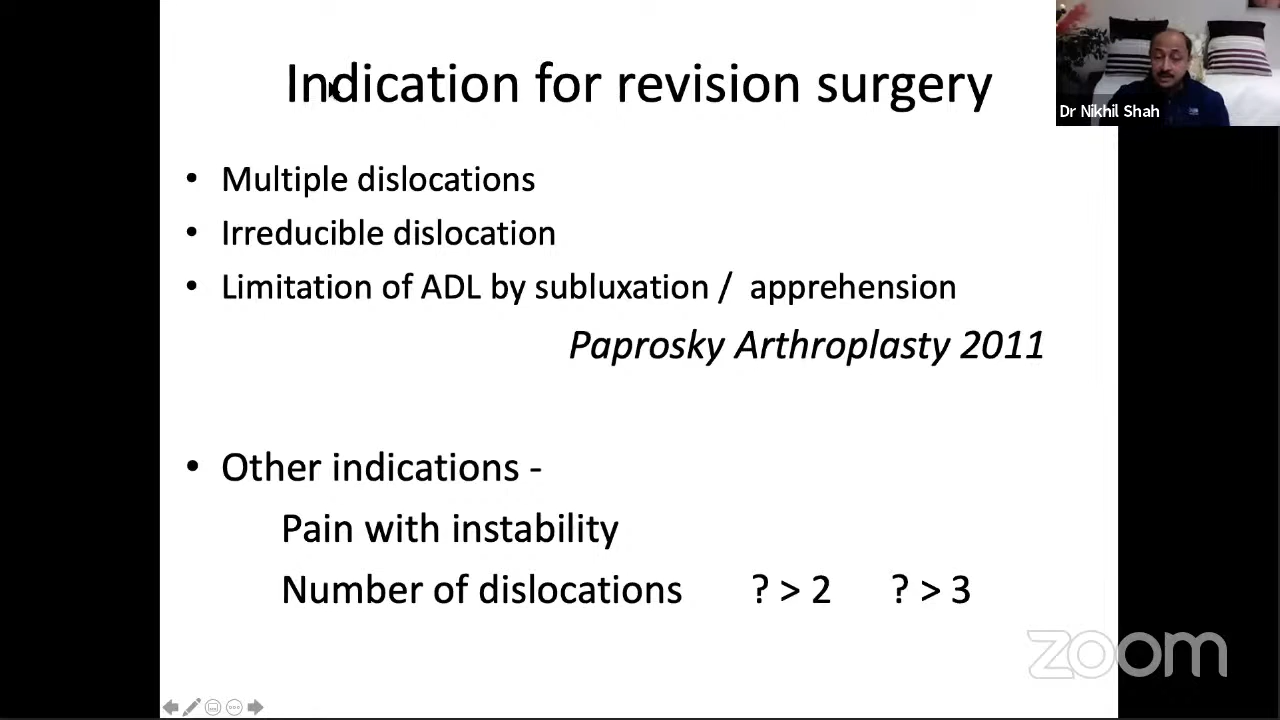 Indication for revision surgery
Dr Nikhil Shah
• Multiple dislocations
• Irreducible dislocation
• Limitation of ADL by subluxation / apprehension
Paprosky Arthroplasty 2011
• Other indications -
Pain with instability
Number of dislocations ? > 2 ? > 3
zoom